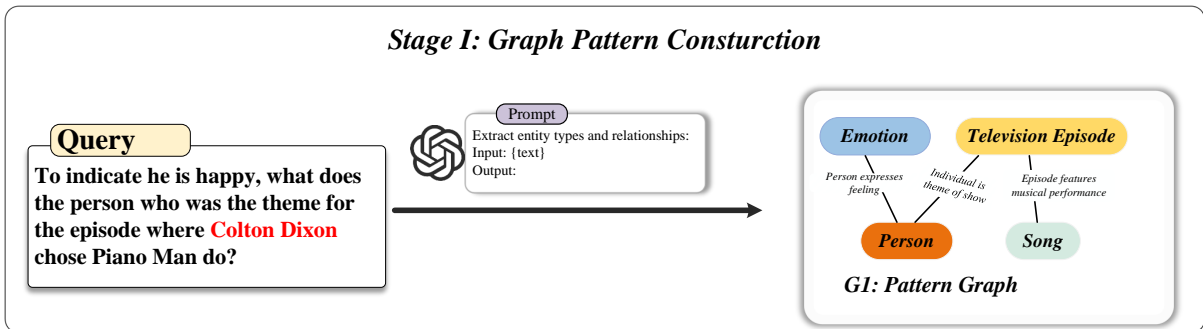 Stage I: Graph Pattern Consturction
Query
To indicate he is happy, what does
the person who was the theme for
the episode where Colton Dixon
chose Piano Man do?
Prompt
Extract entity types and relationships:
Input: {text}
Output:
Emotion
Television Episode
Person expresses
feeling
Individual is
theme of show
Episode features
musical performance
Person
Song
G1: Pattern Graph